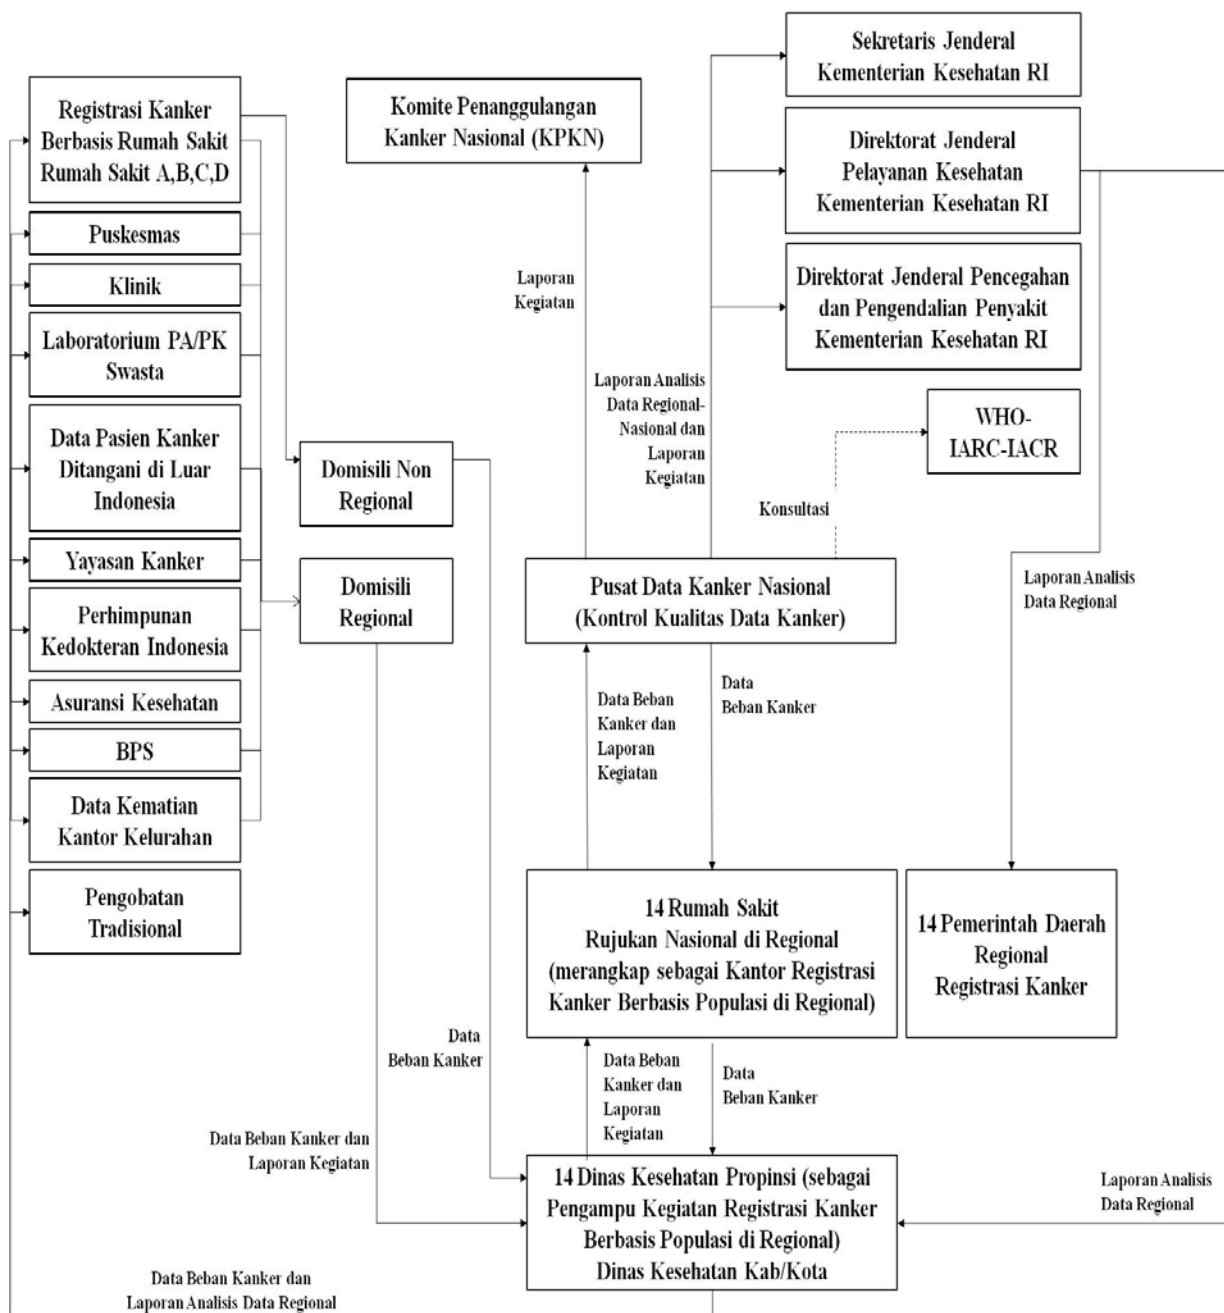 Sekretaris Jenderal
Kementerian Kesehatan RI
Registrasi Kanker
Berbasis Rumah Sakit
Rumah Sakit A,B,C,D
Komite Penanggulangan
Kanker Nasional (KPKN)
Direktorat Jenderal
Pelayanan Kesehatan
Kementerian Kesehatan RI
Puskesmas
Klinik
Laporan
Kegiatan
Direktorat Jenderal Pencegahan
dan Pengendalian Penyakit
Kementerian Kesehatan RI
Laboratorium PA/PK
Swasta
Laporan Analisis
Data Regional-
Nasional dan
Laporan
Kegiatan
WHO-
IARC-IACR
Data Pasien Kanker
Ditangani di Luar
Indonesia
Domisili Non
Regional
Konsultasi
Yayasan Kanker
Domisili
Regional
Pusat Data Kanker Nasional
(Kontrol Kualitas Data Kanker)
Laporan Analisis
Data Regional
Perhimpunan
Kedokteran Indonesia
Asuransi Kesehatan
BPS
Data Kematian
Kantor Kelurahan
Data Beban
Kanker dan
Laporan
Kegiatan
Data
Beban Kanker
Pengobatan
Tradisional
14 Rumah Sakit
Rujukan Nasional di Regional
(merangkap sebagai Kantor Registrasi
Kanker Berbasis Populasi di Regional)
14 Pemerintah Daerah
Regional
Registrasi Kanker
Data
Beban Kanker
Data Beban
Kanker dan
Laporan
Kegiatan
Data
Beban Kanker
Data Beban Kanker dan
Laporan Kegiatan
14 Dinas Kesehatan Propinsi (sebagai
Pengampu Kegiatan Registrasi Kanker
Berbasis Populasi di Regional)
Dinas Kesehatan Kab/Kota
Laporan Analisis
Data Regional
Data Beban Kanker dan
Laporan Analisis Data Regional